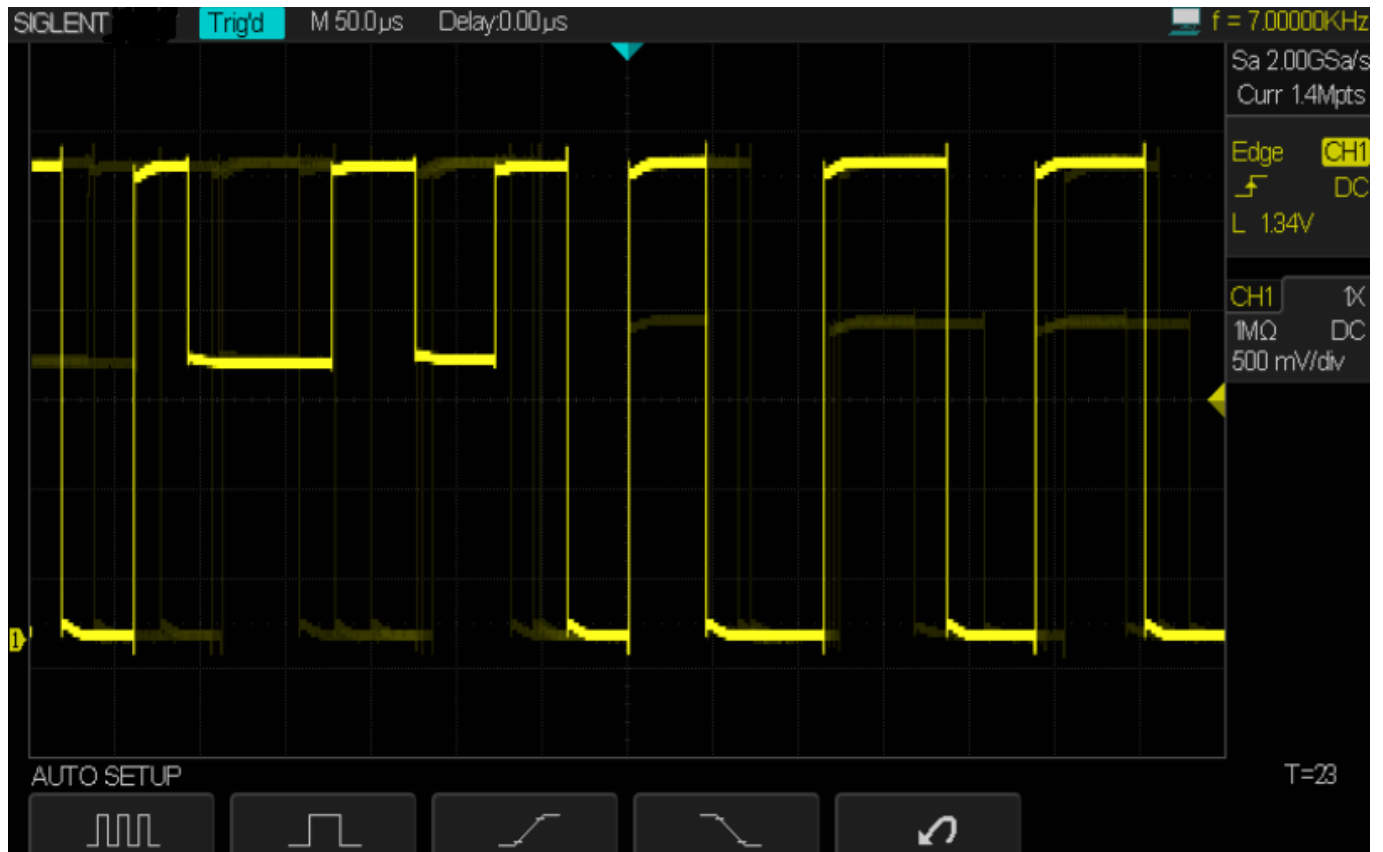 SIGLENT Trig'd M 50.0µs Delay:0.00µs f = 7.00000KHz
Sa 2.00GSa/s
Curr 1.4Mpts
Edge CH1
DC
L 1.34V
CH1 1X
1MΩ DC
500 mV/div
1
AUTO SETUP T=23